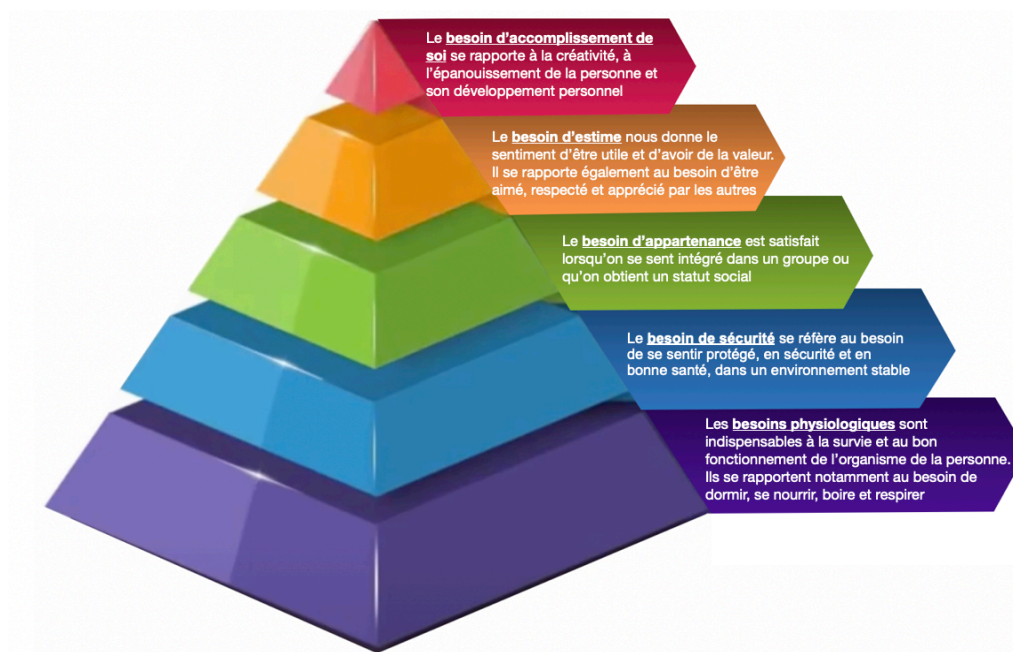 Le besoin d’accomplissement de
soi se rapporte à la créativité, à
l’épanouissement de la personne et
son développement personnel
Le besoin d’estime nous donne le
sentiment d’être utile et d’avoir de la valeur.
Il se rapporte également au besoin d’être
aimé, respecté et apprécié par les autres
Le besoin d’appartenance est satisfait
lorsqu’on se sent intégré dans un groupe ou
qu’on obtient un statut social
Le besoin de sécurité se réfère au besoin
de se sentir protégé, en sécurité et en
bonne santé, dans un environnement stable
Les besoins physiologiques sont
indispensables à la survie et au bon
fonctionnement de l’organisme de la personne.
Ils se rapportent notamment au besoin de
dormir, se nourrir, boire et respirer